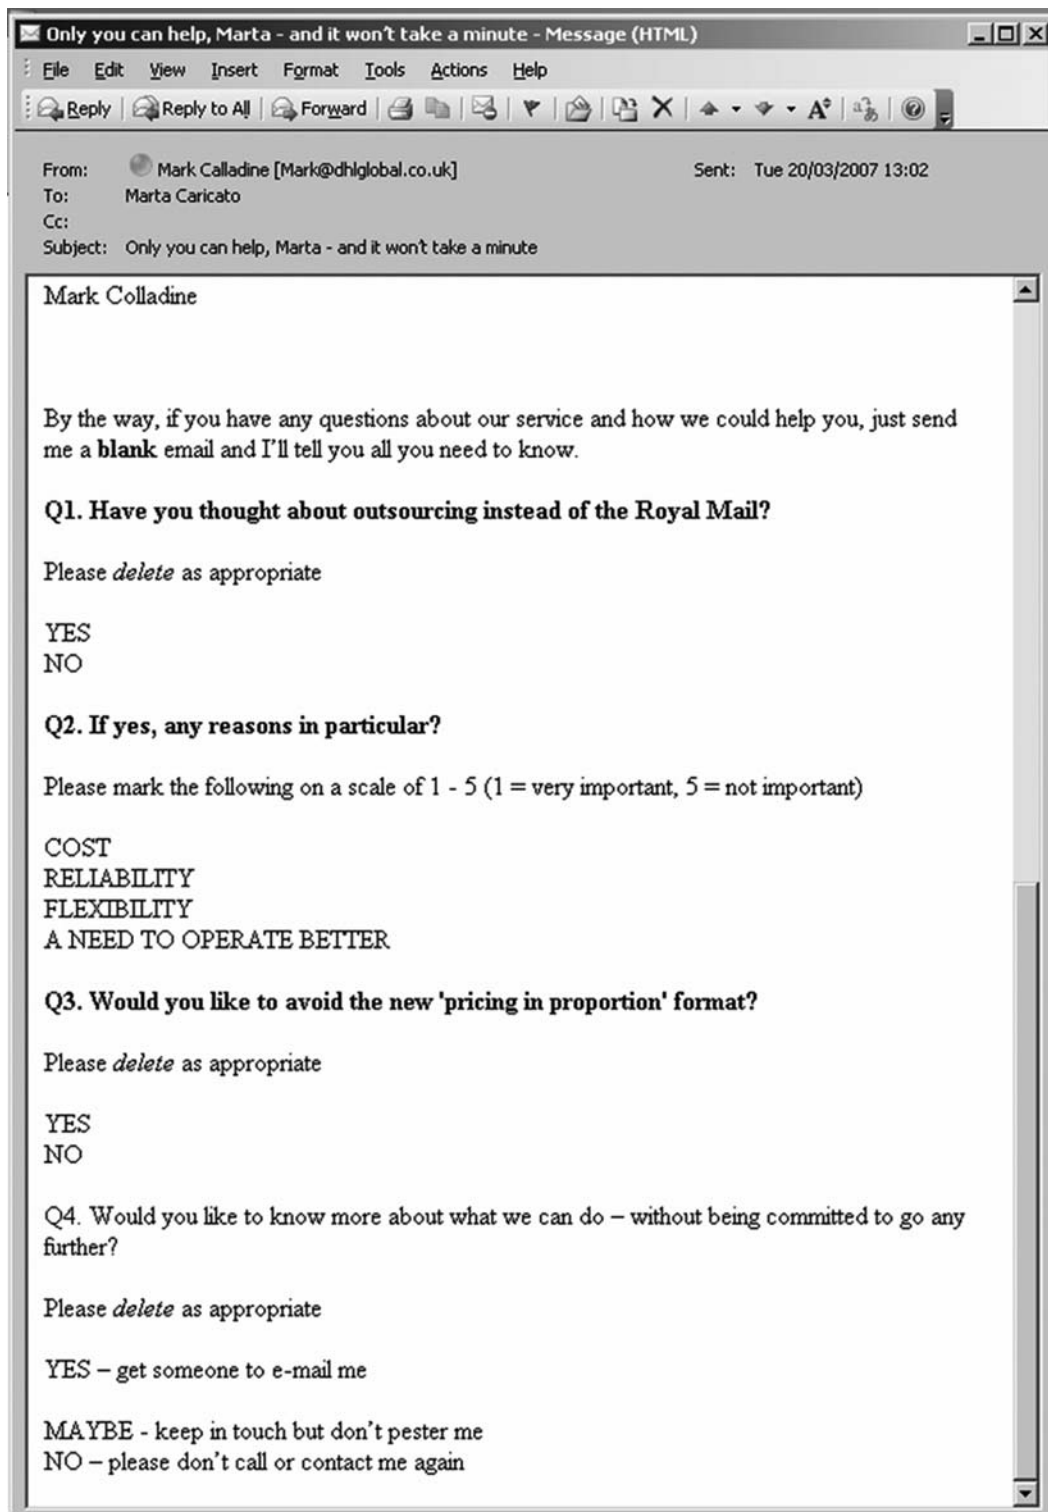 Only you can help, Marta - and it won't take a minute - Message (HTML)
File Edit View Insert Format Tools Actions Help
Reply Reply to All Forward
From: Mark Calladine [Mark@dhlglobal.co.uk] Sent: Tue 20/03/2007 13:02
To: Marta Caricato
Cc:
Subject: Only you can help, Marta - and it won't take a minute
Mark Colladine
By the way, if you have any questions about our service and how we could help you, just send
me a blank email and I'll tell you all you need to know.
Q1. Have you thought about outsourcing instead of the Royal Mail?
Please delete as appropriate
YES
NO
Q2. If yes, any reasons in particular?
Please mark the following on a scale of 1 - 5 (1 = very important, 5 = not important)
COST
RELIABILITY
FLEXIBILITY
A NEED TO OPERATE BETTER
Q3. Would you like to avoid the new 'pricing in proportion' format?
Please delete as appropriate
YES
NO
Q4. Would you like to know more about what we can do – without being committed to go any
further?
Please delete as appropriate
YES – get someone to e-mail me
MAYBE - keep in touch but don't pester me
NO – please don't call or contact me again